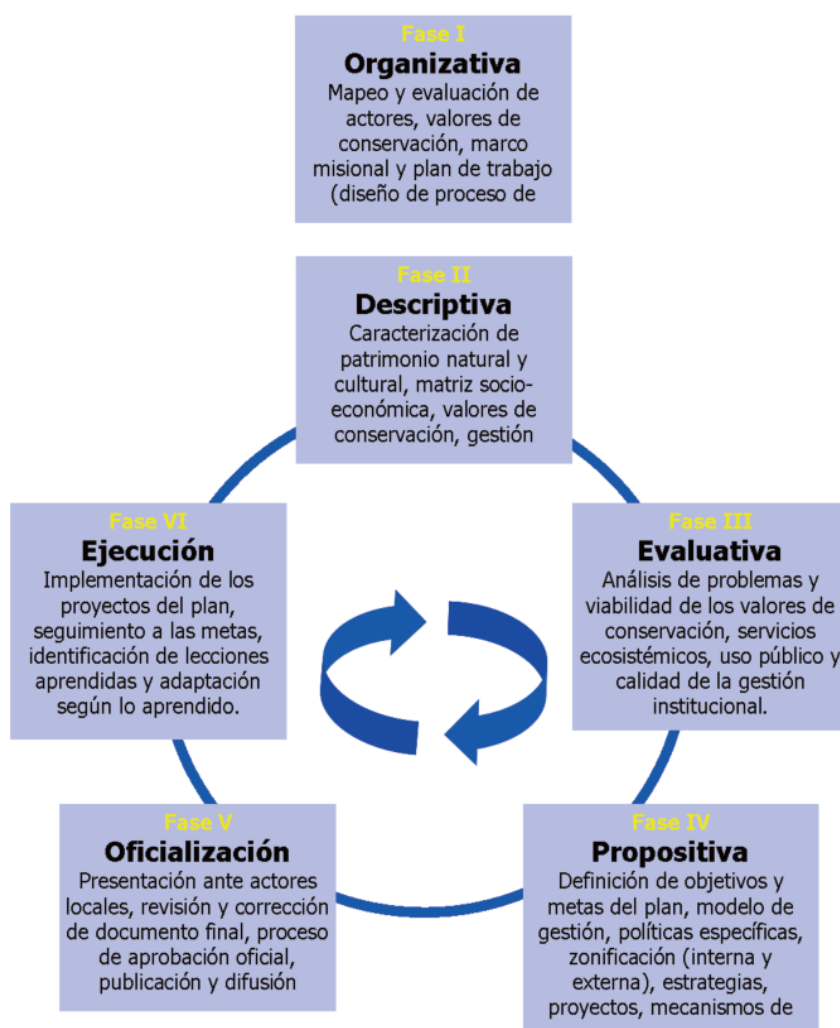 Fase I
Organizativa
Mapeo y evaluación de
actores, valores de
conservación, marco
misional y plan de trabajo
(diseño de proceso de
Fase II
Descriptiva
Caracterización de
patrimonio natural y
cultural, matriz socio-
económica, valores de
conservación, gestión
Fase III
Evaluativa
Análisis de problemas y
viabilidad de los valores de
conservación, servicios
ecosistémicos, uso público y
calidad de la gestión
institucional.
Fase IV
Propositiva
Definición de objetivos y
metas del plan, modelo de
gestión, políticas específicas,
zonificación (interna y
externa), estrategias,
proyectos, mecanismos de
Fase V
Oficialización
Presentación ante actores
locales, revisión y corrección
de documento final, proceso
de aprobación oficial,
publicación y difusión
Fase VI
Ejecución
Implementación de los
proyectos del plan,
seguimiento a las metas,
identificación de lecciones
aprendidas y adaptación
según lo aprendido.